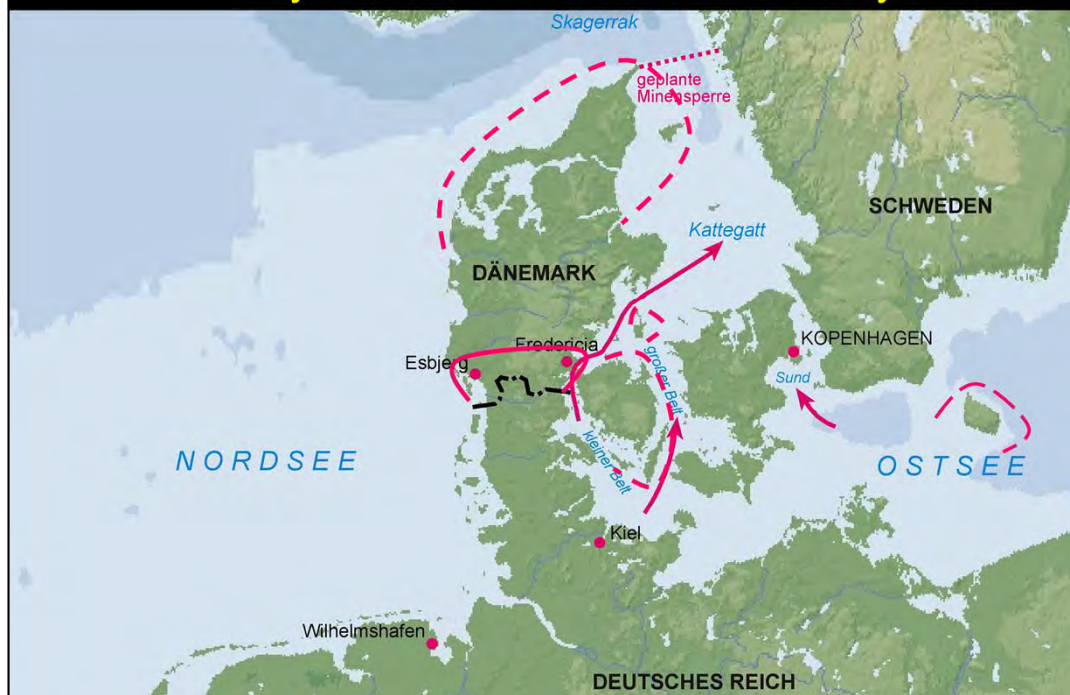 Skagerrak
geplante
Minensperre
SCHWEDEN
Kattegatt
DÄNEMARK
KOPENHAGEN
Fredericia
Esbjerg
großer Belt
Sund
NORDSEE
kleiner Belt
OSTSEE
Kiel
Wilhelmshafen
DEUTSCHES REICH